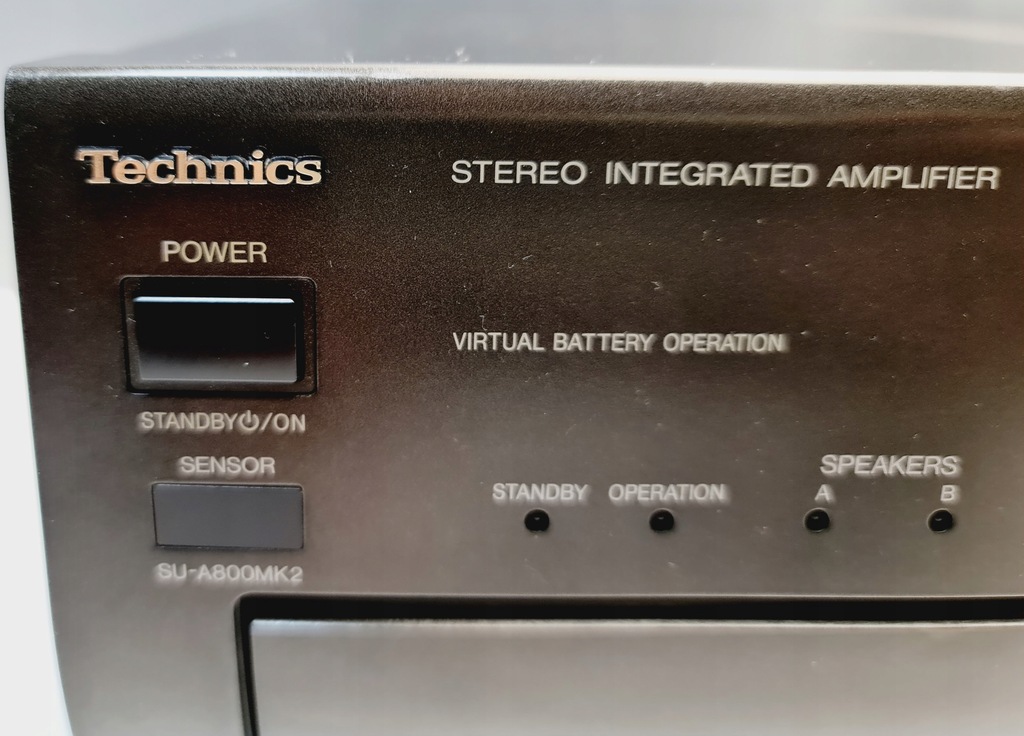 Technics
STEREO INTEGRATED AMPLIFIER
POWER
VIRTUAL BATTERY OPERATION
STANDBY⏻/ON
SENSOR
SPEAKERS
STANDBY OPERATION A B
SU-A800MK2